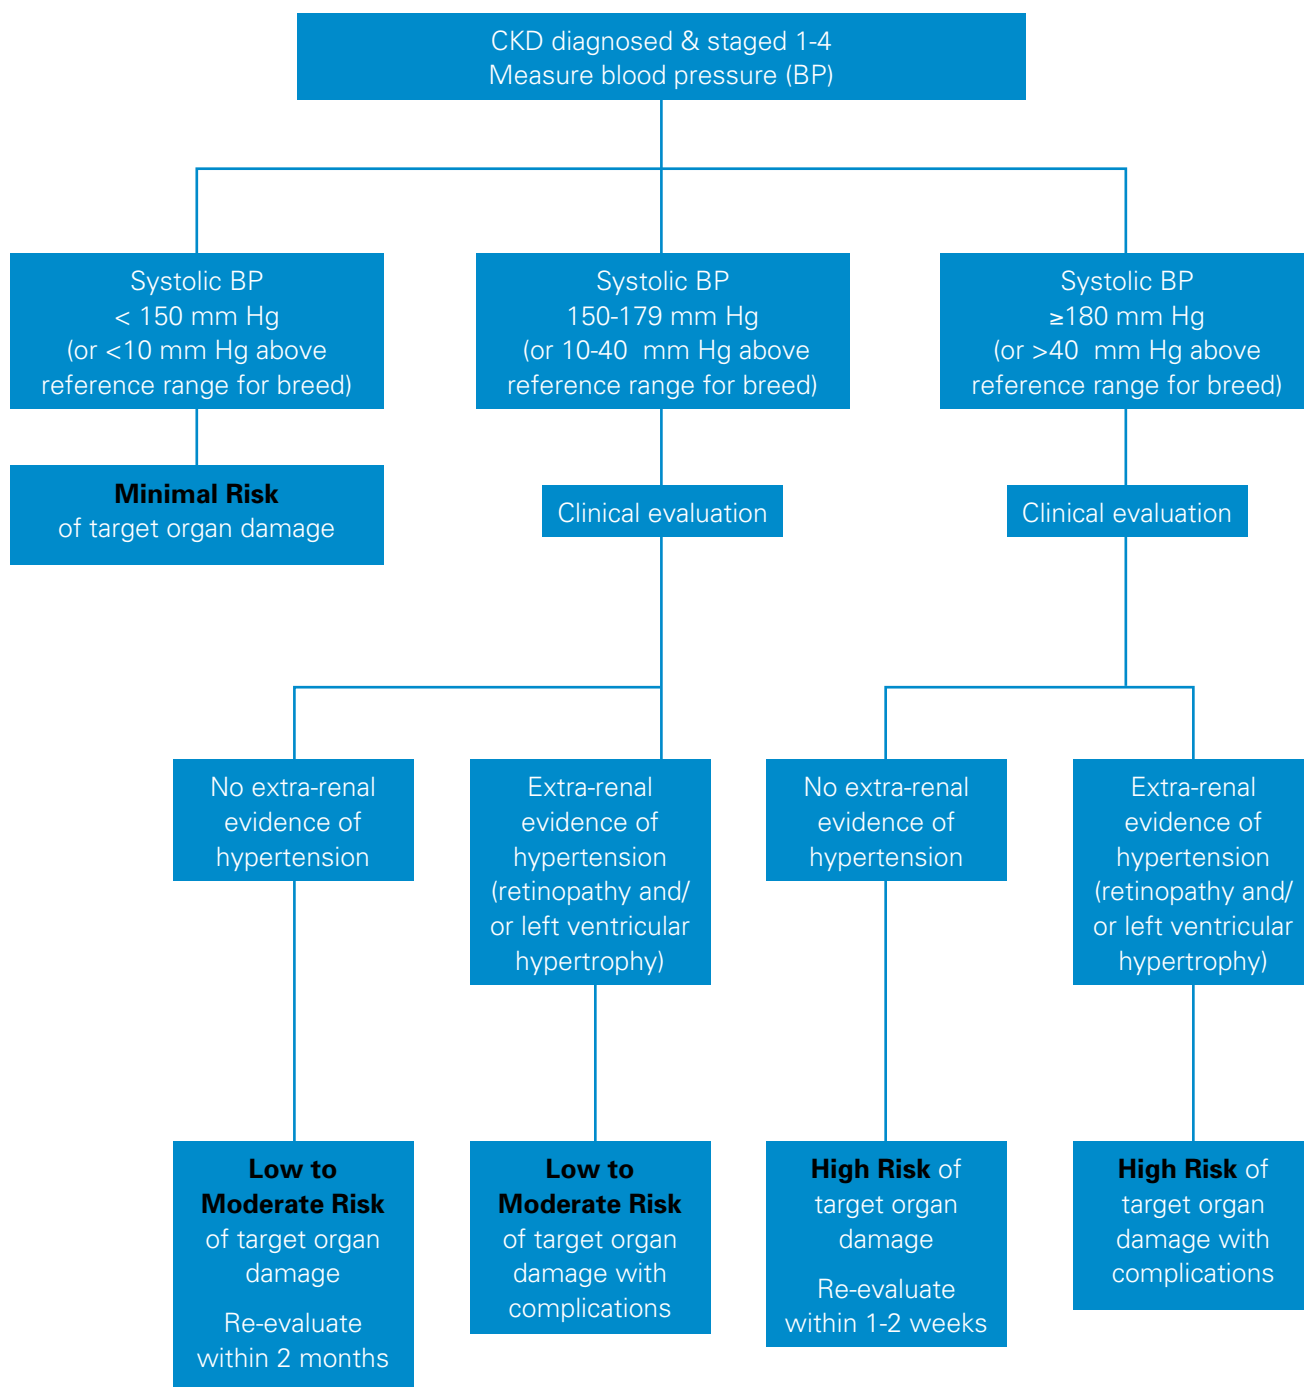 CKD diagnosed & staged 1-4
Measure blood pressure (BP)
Systolic BP
< 150 mm Hg
(or <10 mm Hg above
reference range for breed)
Systolic BP
150-179 mm Hg
(or 10-40 mm Hg above
reference range for breed)
Systolic BP
≥180 mm Hg
(or >40 mm Hg above
reference range for breed)
Minimal Risk
of target organ damage
Clinical evaluation
Clinical evaluation
No extra-renal
evidence of
hypertension
Extra-renal
evidence of
hypertension
(retinopathy and/
or left ventricular
hypertrophy)
No extra-renal
evidence of
hypertension
Extra-renal
evidence of
hypertension
(retinopathy and/
or left ventricular
hypertrophy)
Low to
Moderate Risk
of target organ
damage
Re-evaluate
within 2 months
Low to
Moderate Risk
of target organ
damage with
complications
High Risk of
target organ
damage
Re-evaluate
within 1-2 weeks
High Risk of
target organ
damage with
complications